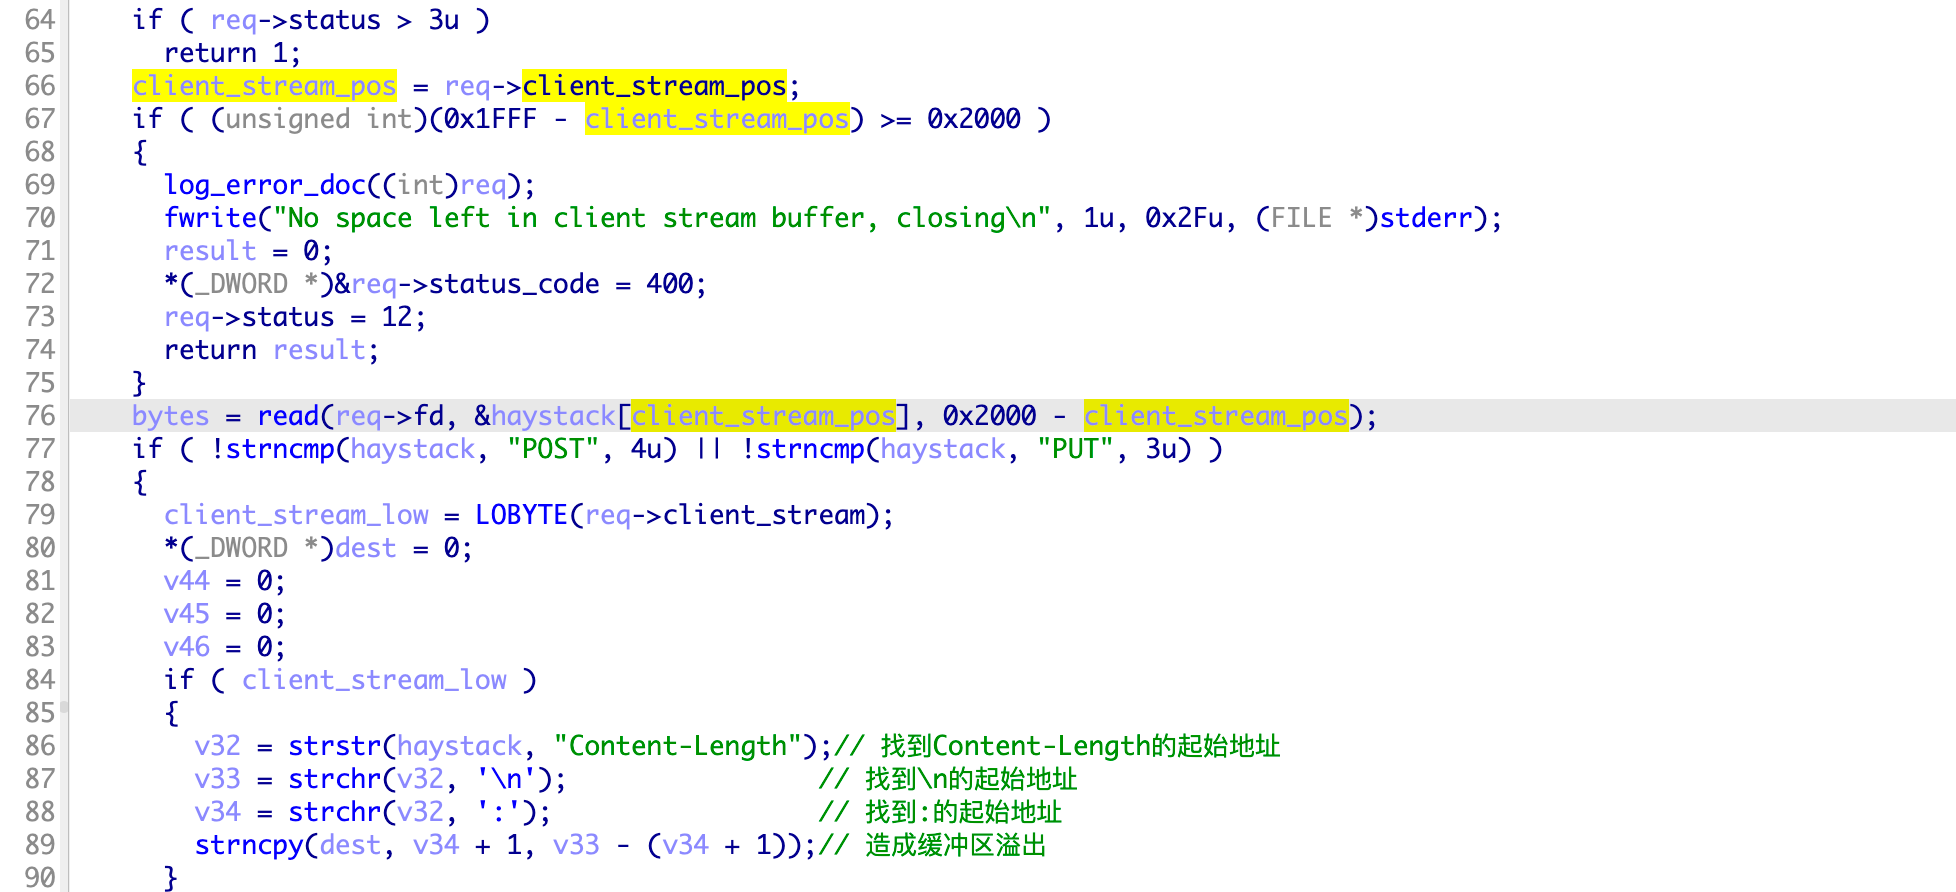 64 if ( req->status > 3u )
65 return 1;
66 client_stream_pos = req->client_stream_pos;
67 if ( (unsigned int)(0x1FFF - client_stream_pos) >= 0x2000 )
68 {
69 log_error_doc((int)req);
70 fwrite("No space left in client stream buffer, closing\n", 1u, 0x2Fu, (FILE *)stderr);
71 result = 0;
72 *(_DWORD *)&req->status_code = 400;
73 req->status = 12;
74 return result;
75 }
76 bytes = read(req->fd, &haystack[client_stream_pos], 0x2000 - client_stream_pos);
77 if ( !strncmp(haystack, "POST", 4u) || !strncmp(haystack, "PUT", 3u) )
78 {
79 client_stream_low = LOBYTE(req->client_stream);
80 *(_DWORD *)dest = 0;
81 v44 = 0;
82 v45 = 0;
83 v46 = 0;
84 if ( client_stream_low )
85 {
86 v32 = strstr(haystack, "Content-Length");// 找到Content-Length的起始地址
87 v33 = strchr(v32, '\n'); // 找到\n的起始地址
88 v34 = strchr(v32, ':'); // 找到:的起始地址
89 strncpy(dest, v34 + 1, v33 - (v34 + 1));// 造成缓冲区溢出
90 }